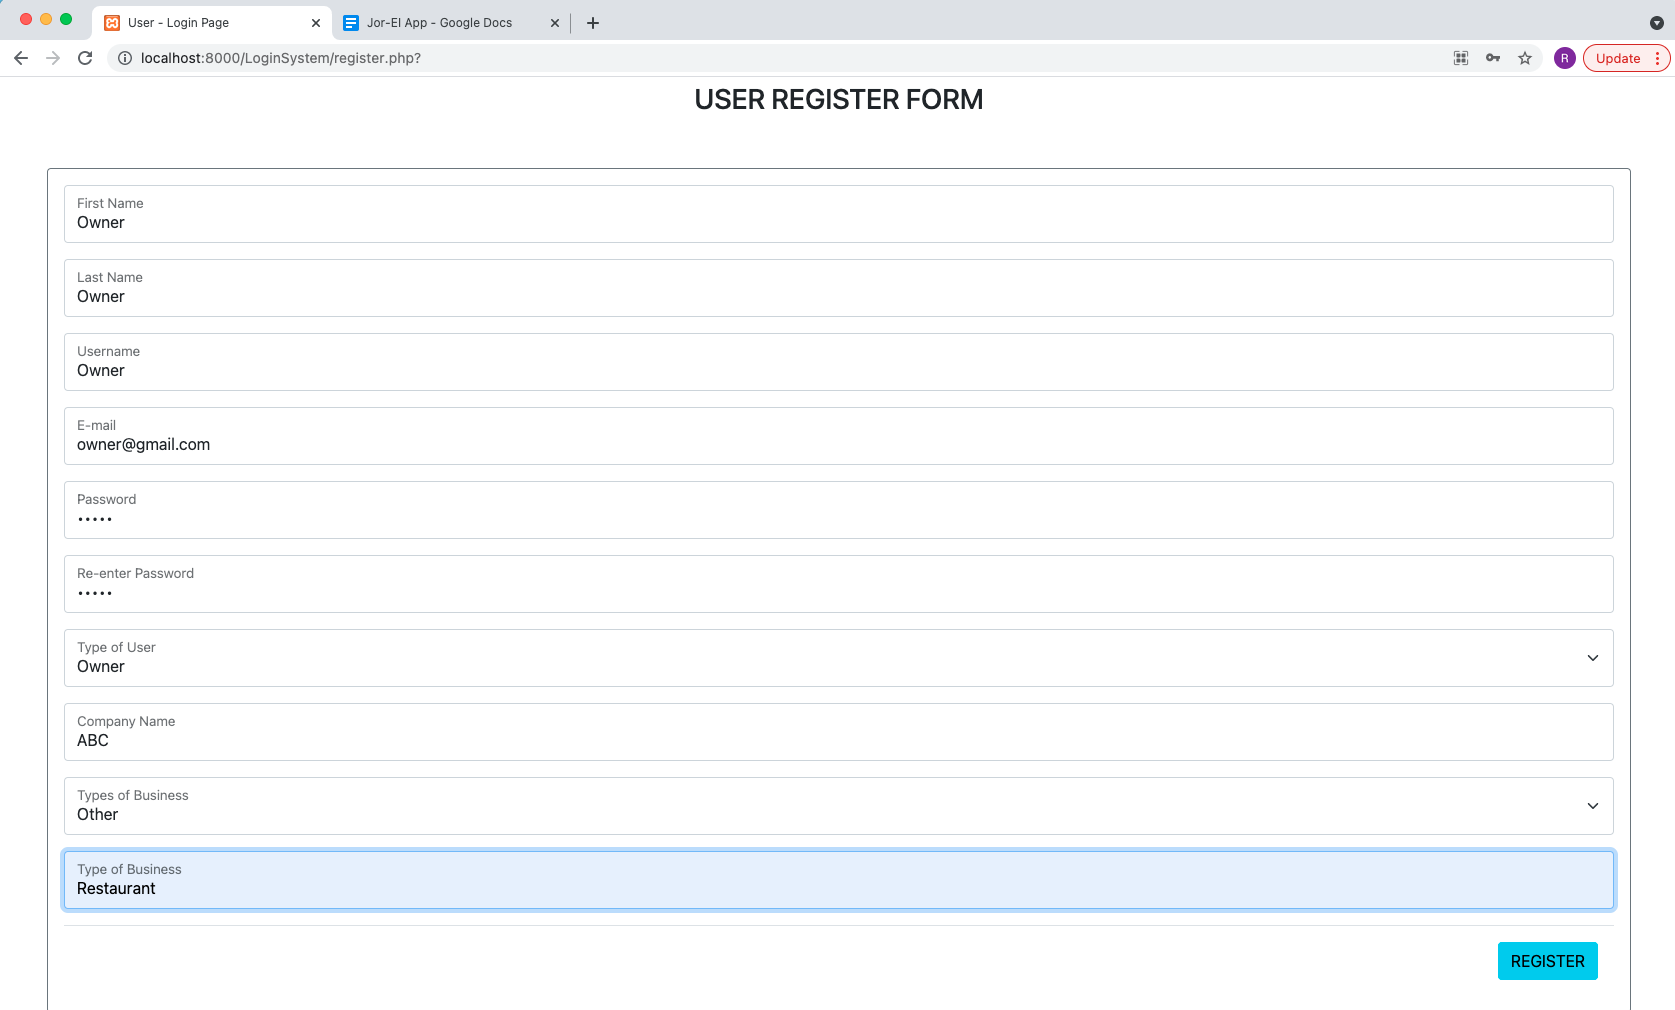 User - Login Page
Jor-El App - Google Docs
localhost:8000/LoginSystem/register.php?
R
Update
USER REGISTER FORM
First Name
Owner
Last Name
Owner
Username
Owner
E-mail
owner@gmail.com
Password
•••••
Re-enter Password
•••••
Type of User
Owner
Company Name
ABC
Types of Business
Other
Type of Business
Restaurant
REGISTER